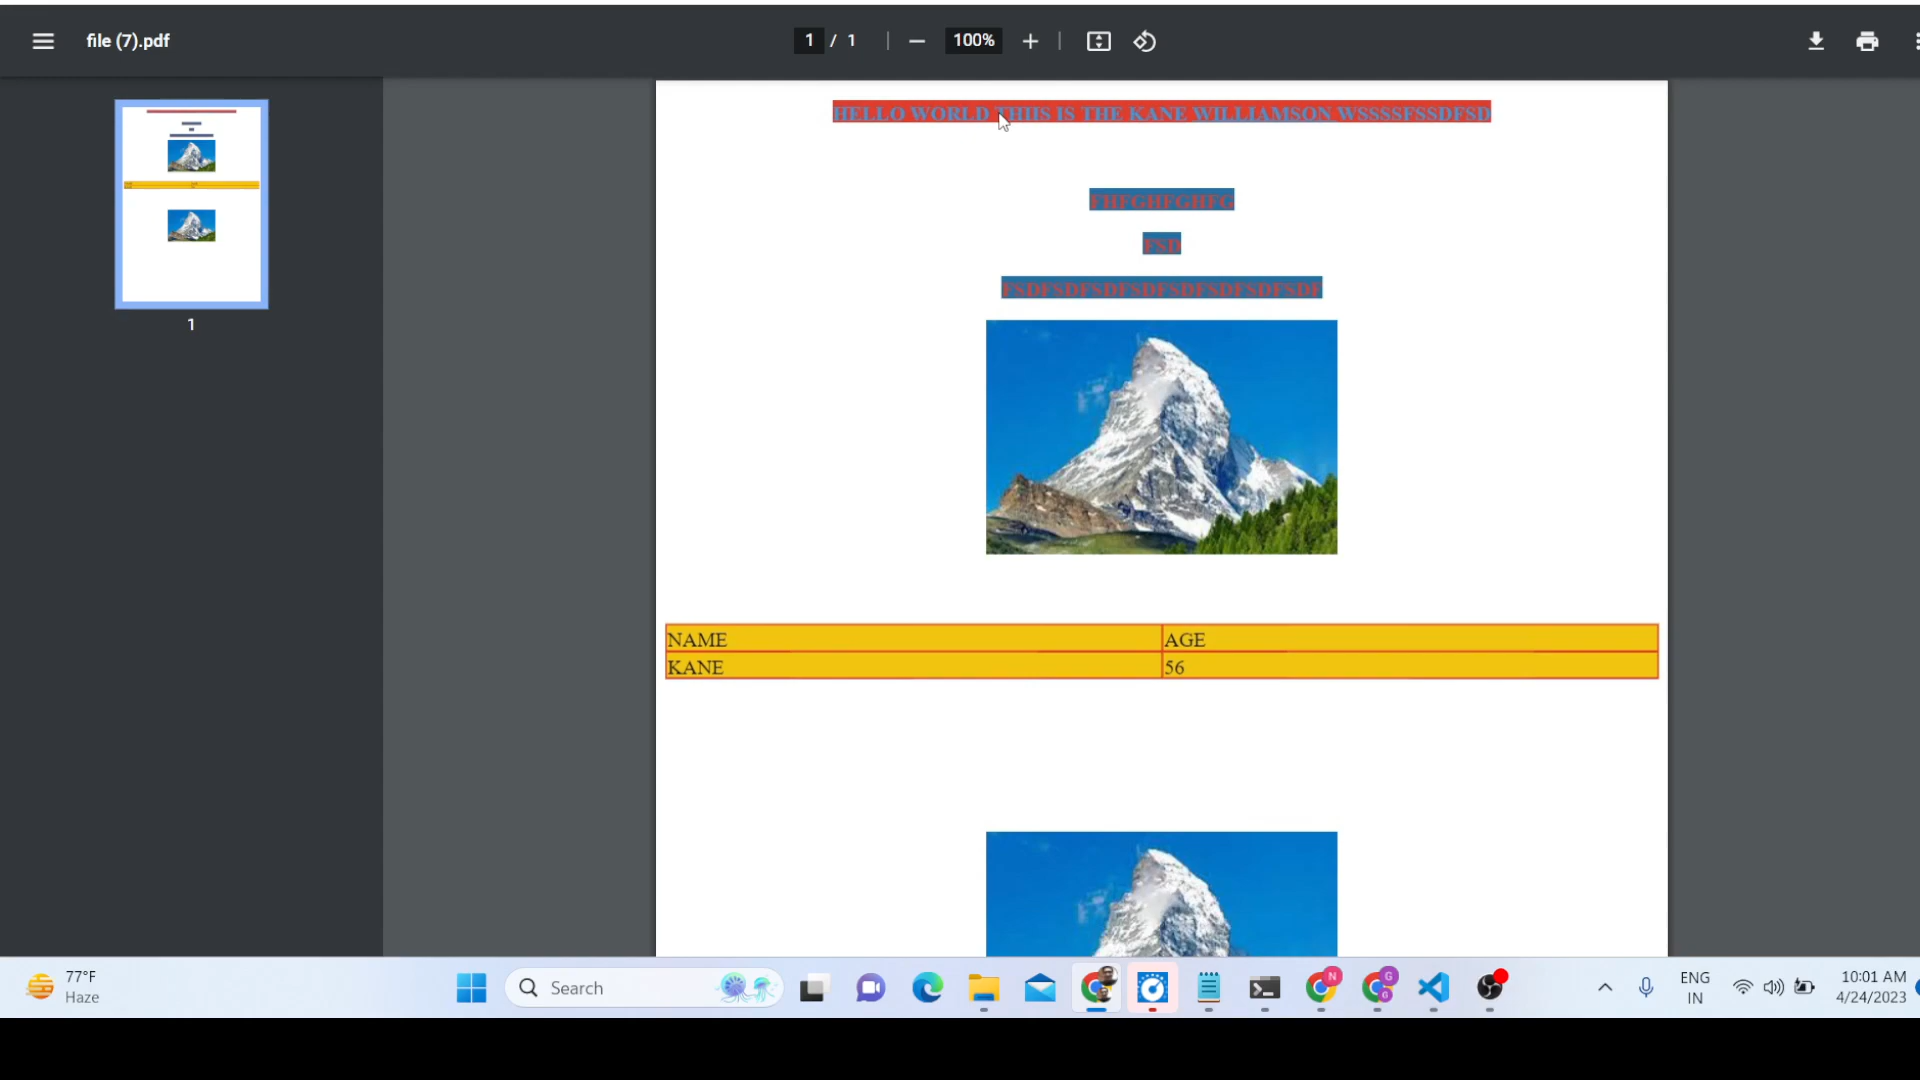 file (7).pdf
1 / 1
100%
HELLO WORLD THIIS IS THE KANE WILLIAMSON WSSSSFSSDFSD
FHFGHFGHFG
FSD
FSDFSDFSDFSDFSDFSDFSDFSDF
1
NAME AGE
KANE 56
77°F
Haze
Search
N
G
G
ENG
IN
10:01 AM
4/24/2023